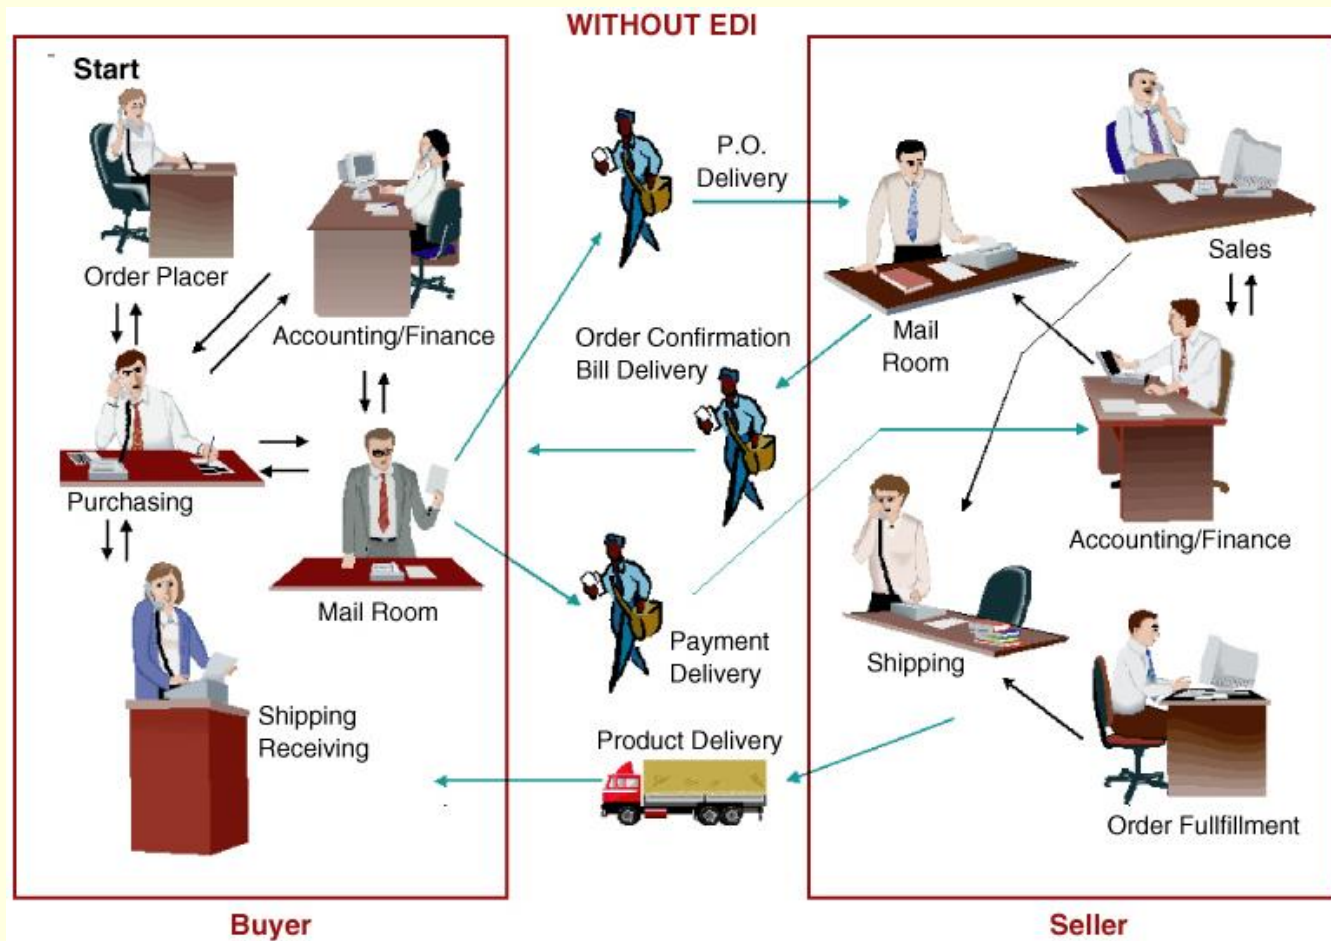 WITHOUT EDI
Start
Order Placer
Accounting/Finance
Purchasing
Mail Room
Shipping
Receiving
Buyer
P.O.
Delivery
Order Confirmation
Bill Delivery
Payment
Delivery
Product Delivery
Sales
Mail
Room
Accounting/Finance
Shipping
Order Fullfillment
Seller